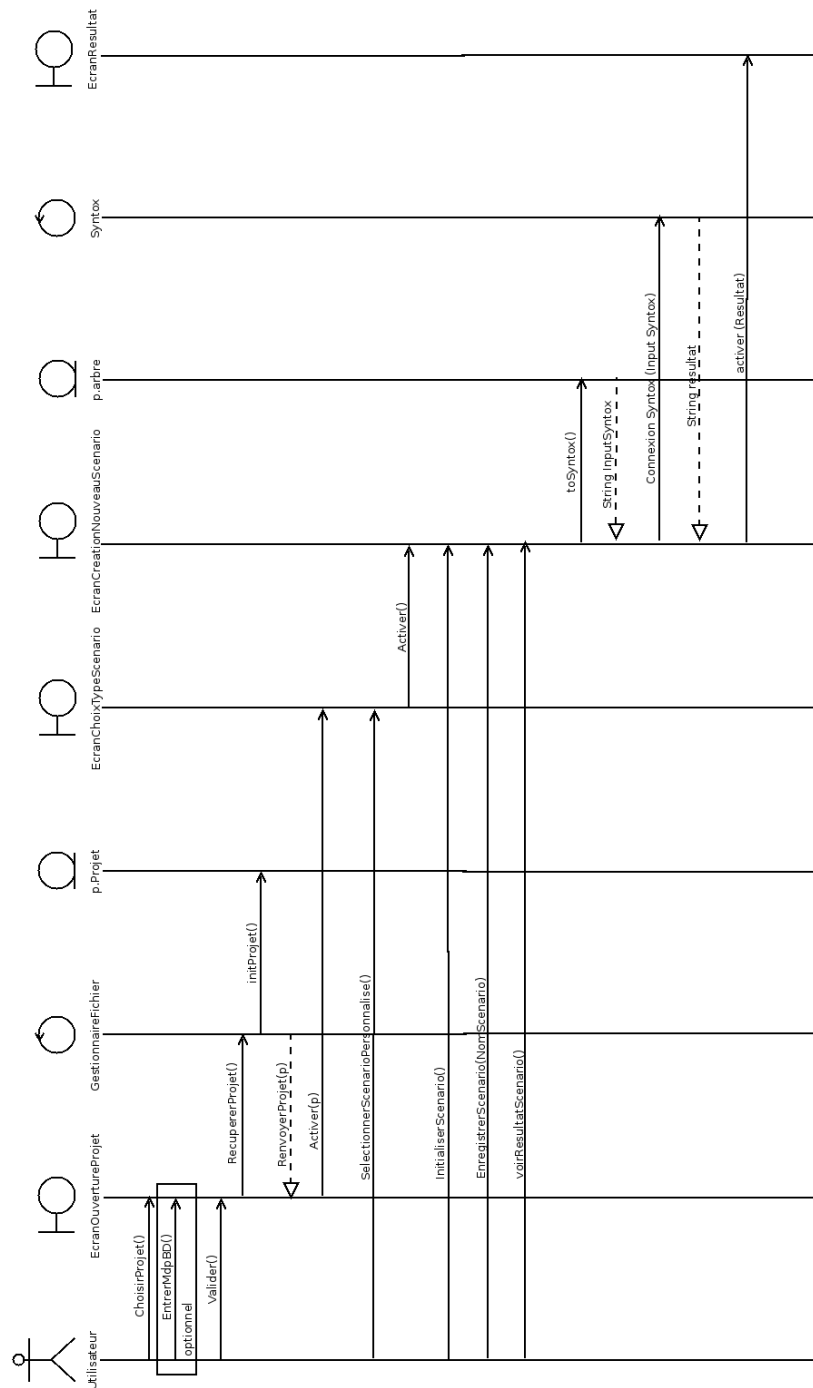 Utilisateur
EcranOuvertureProjet
GestionnaireFichier
p.Projet
EcranChoixTypeScenario
EcranCreationNouveauScenario
p.arbre
Syntox
EcranResultat
ChoisirProjet()
EntrerMdpBD()
optionnel
Valider()
RecupererProjet()
initProjet()
RenvoyerProjet(p)
Activer(p)
SelectionnerScenarioPersonnalise()
Activer()
InitialiserScenario()
EnregistrerScenario(NomScenario)
voirResultatScenario()
toSyntox()
String InputSyntox
Connexion Syntox (Input Syntox)
String resultat
activer (Resultat)